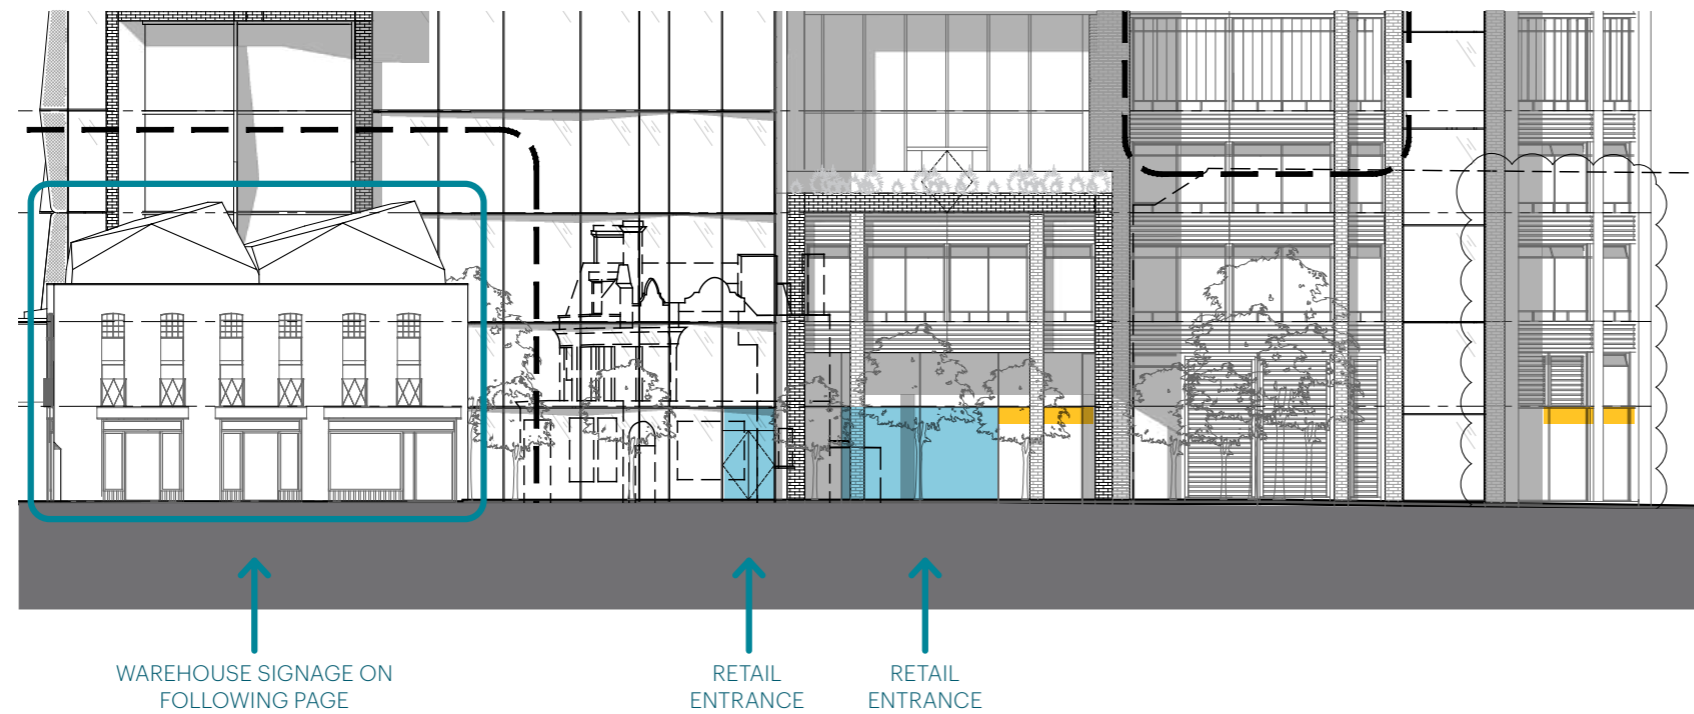 WAREHOUSE SIGNAGE ON
FOLLOWING PAGE
RETAIL
ENTRANCE
RETAIL
ENTRANCE